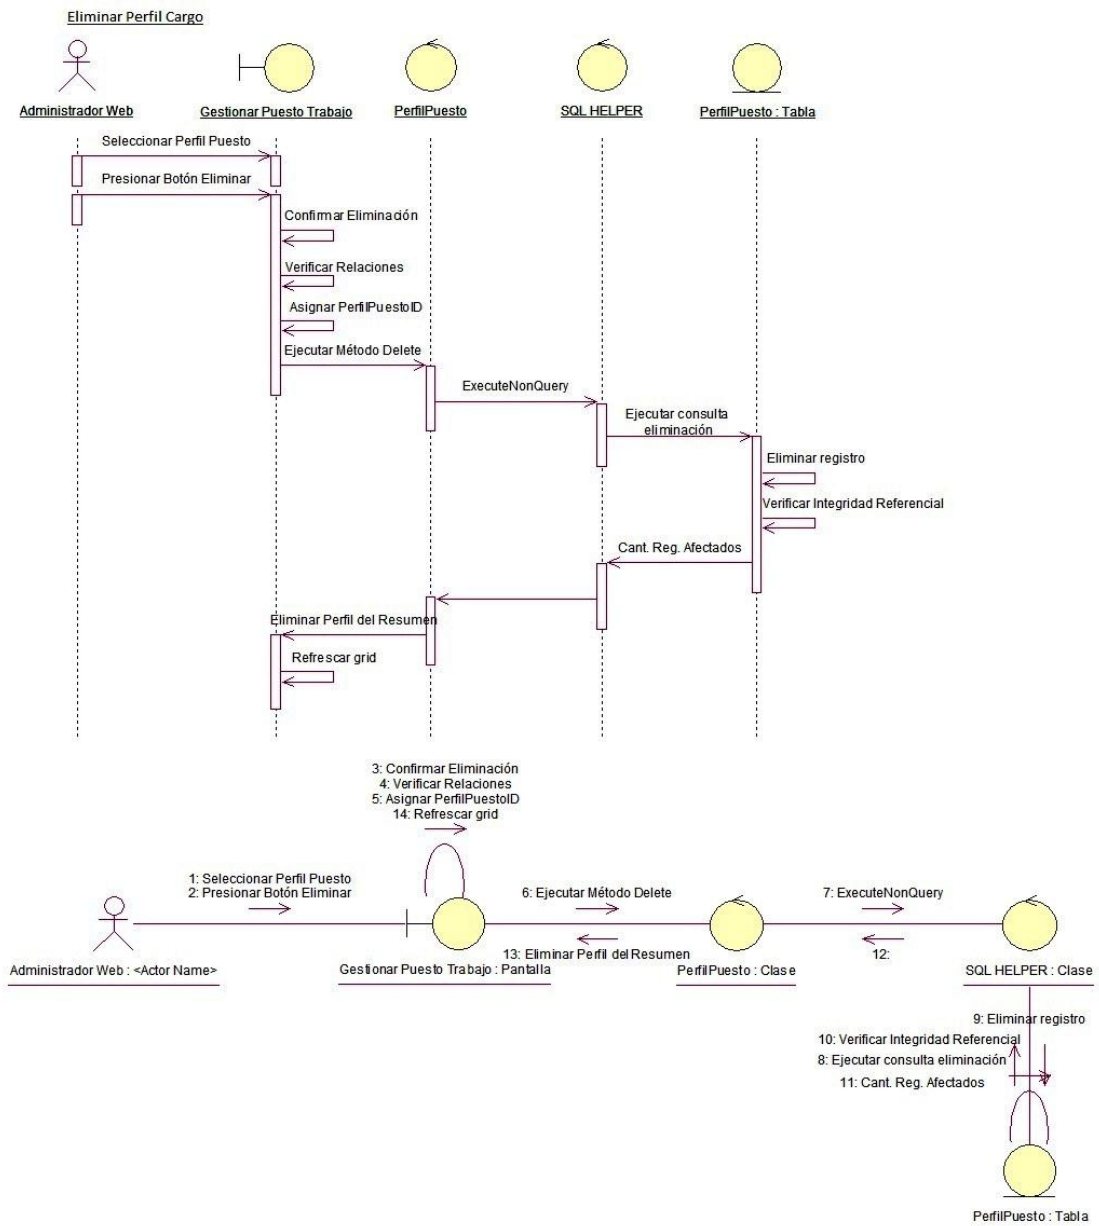 Eliminar Perfil Cargo
Administrador Web
Gestionar Puesto Trabajo
PerfilPuesto
SQL HELPER
PerfilPuesto : Tabla
Seleccionar Perfil Puesto
Presionar Botón Eliminar
Confirmar Eliminación
Verificar Relaciones
Asignar PerfilPuestoID
Ejecutar Método Delete
ExecuteNonQuery
Ejecutar consulta
eliminación
Eliminar registro
Verificar Integridad Referencial
Cant. Reg. Afectados
Eliminar Perfil del Resumen
Refrescar grid
3: Confirmar Eliminación
4: Verificar Relaciones
5: Asignar PerfilPuestoID
14: Refrescar grid
1: Seleccionar Perfil Puesto
2: Presionar Botón Eliminar
6: Ejecutar Método Delete
7: ExecuteNonQuery
13: Eliminar Perfil del Resumen
12:
Administrador Web : <Actor Name>
Gestionar Puesto Trabajo : Pantalla
PerfilPuesto : Clase
SQL HELPER : Clase
9: Eliminar registro
10: Verificar Integridad Referencial
8: Ejecutar consulta eliminación
11: Cant. Reg. Afectados
PerfilPuesto : Tabla